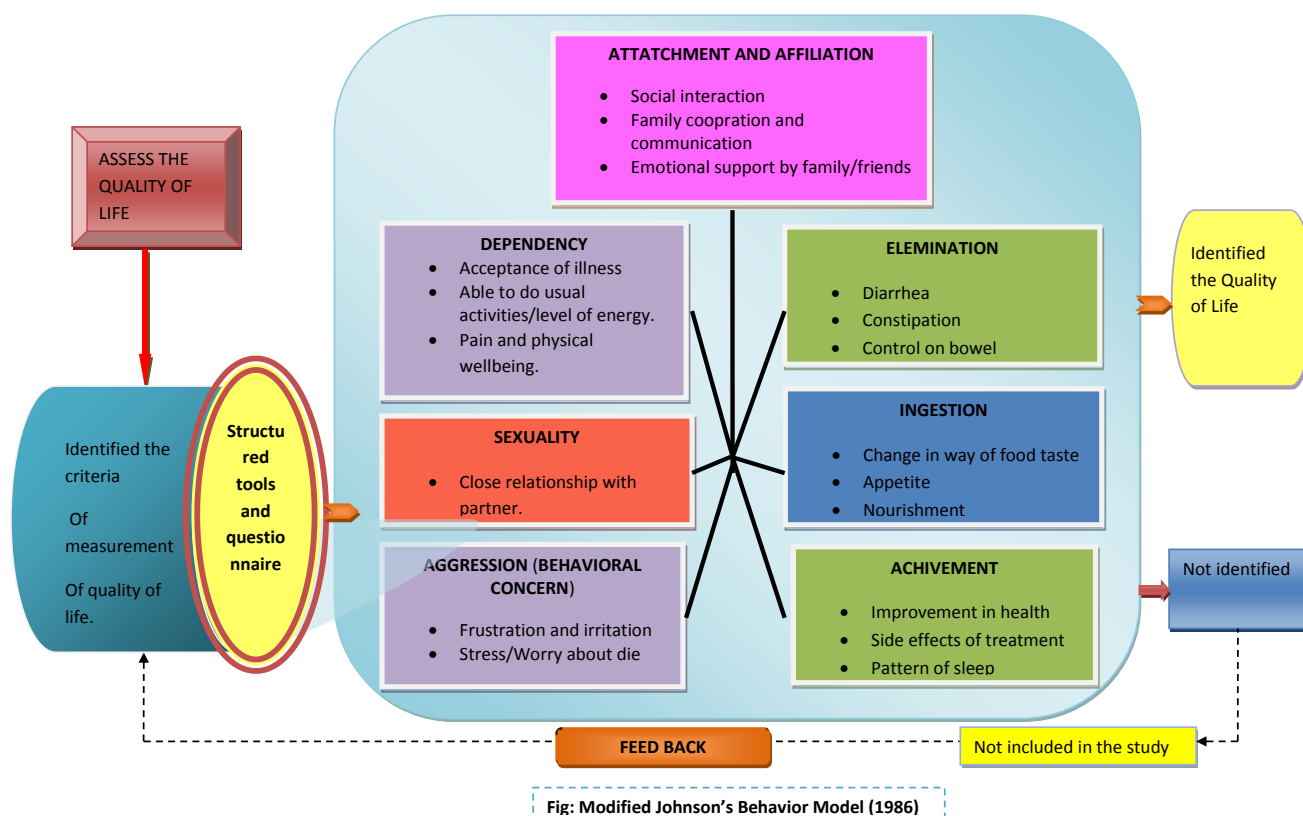 ATTATCHMENT AND AFFILIATION
• Social interaction
• Family coopration and
communication
• Emotional support by family/friends
ASSESS THE
QUALITY OF
LIFE
DEPENDENCY
• Acceptance of illness
• Able to do usual
activities/level of energy.
• Pain and physical
wellbeing.
ELEMINATION
• Diarrhea
• Constipation
• Control on bowel
Identified
the Quality
of Life
Identified the
criteria
Of
measurement
Of quality of
life.
Structu
red
tools
and
questio
nnaire
SEXUALITY
• Close relationship with
partner.
INGESTION
• Change in way of food taste
• Appetite
• Nourishment
AGGRESSION (BEHAVIORAL
CONCERN)
• Frustration and irritation
• Stress/Worry about die
ACHIVEMENT
• Improvement in health
• Side effects of treatment
• Pattern of sleep
Not identified
FEED BACK
Not included in the study
Fig: Modified Johnson's Behavior Model (1986)